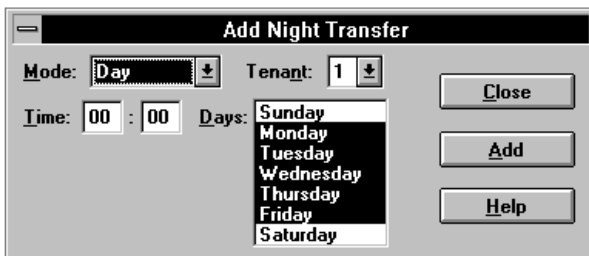 Add Night Transfer
Mode: Day Tenant: 1
Close
Time: 00 : 00 Days: Sunday
Monday
Tuesday
Wednesday
Thursday
Friday
Saturday
Add
Help